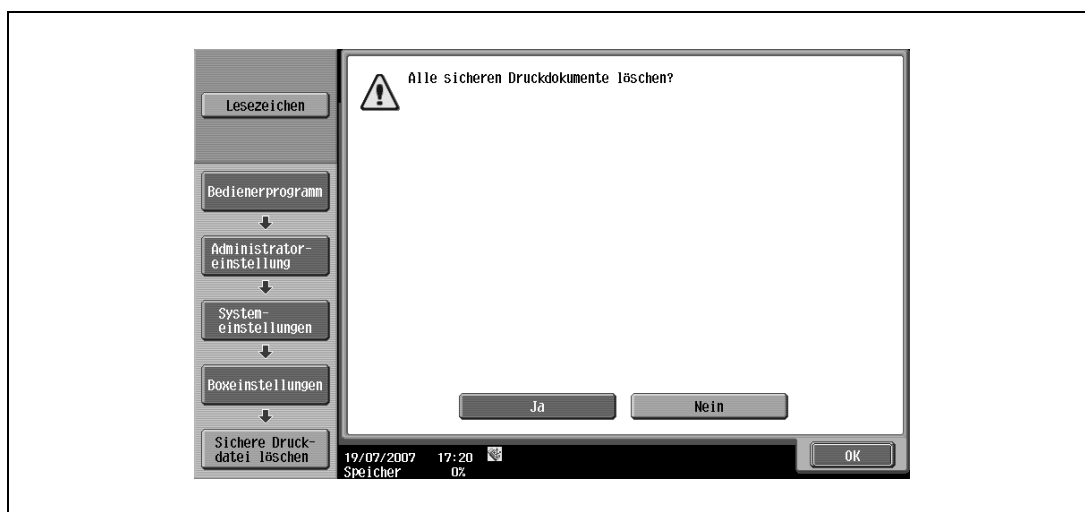 Lesezeichen
Bedienerprogramm
Administrator-
einstellung
System-
einstellungen
Boxeinstellungen
Sichere Druck-
datei löschen
Alle sicheren Druckdokumente löschen?
Ja
Nein
19/07/2007 17:20
Speicher 0%
OK